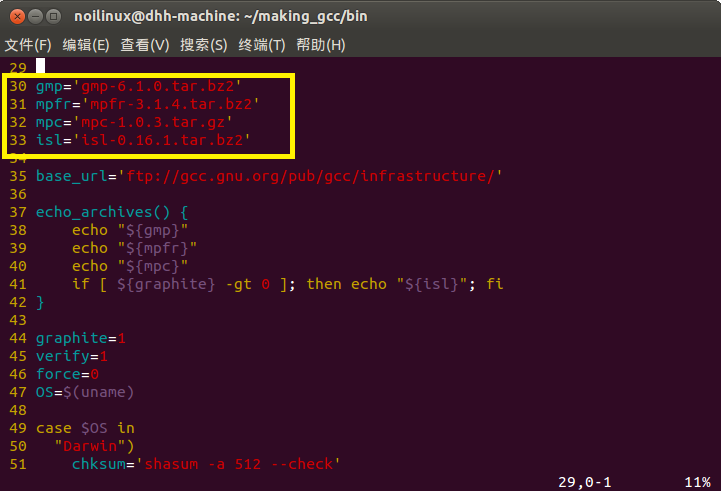 noilinux@dhh-machine: ~/making_gcc/bin
文件(F) 编辑(E) 查看(V) 搜索(S) 终端(T) 帮助(H)
29
30 gmp='gmp-6.1.0.tar.bz2'
31 mpfr='mpfr-3.1.4.tar.bz2'
32 mpc='mpc-1.0.3.tar.gz'
33 isl='isl-0.16.1.tar.bz2'
34
35 base_url='ftp://gcc.gnu.org/pub/gcc/infrastructure/'
36
37 echo_archives() {
38     echo "${gmp}"
39     echo "${mpfr}"
40     echo "${mpc}"
41     if [ ${graphite} -gt 0 ]; then echo "${isl}"; fi
42 }
43
44 graphite=1
45 verify=1
46 force=0
47 OS=$(uname)
48
49 case $OS in
50   "Darwin")
51     chksum='shasum -a 512 --check'
29,0-1 11%